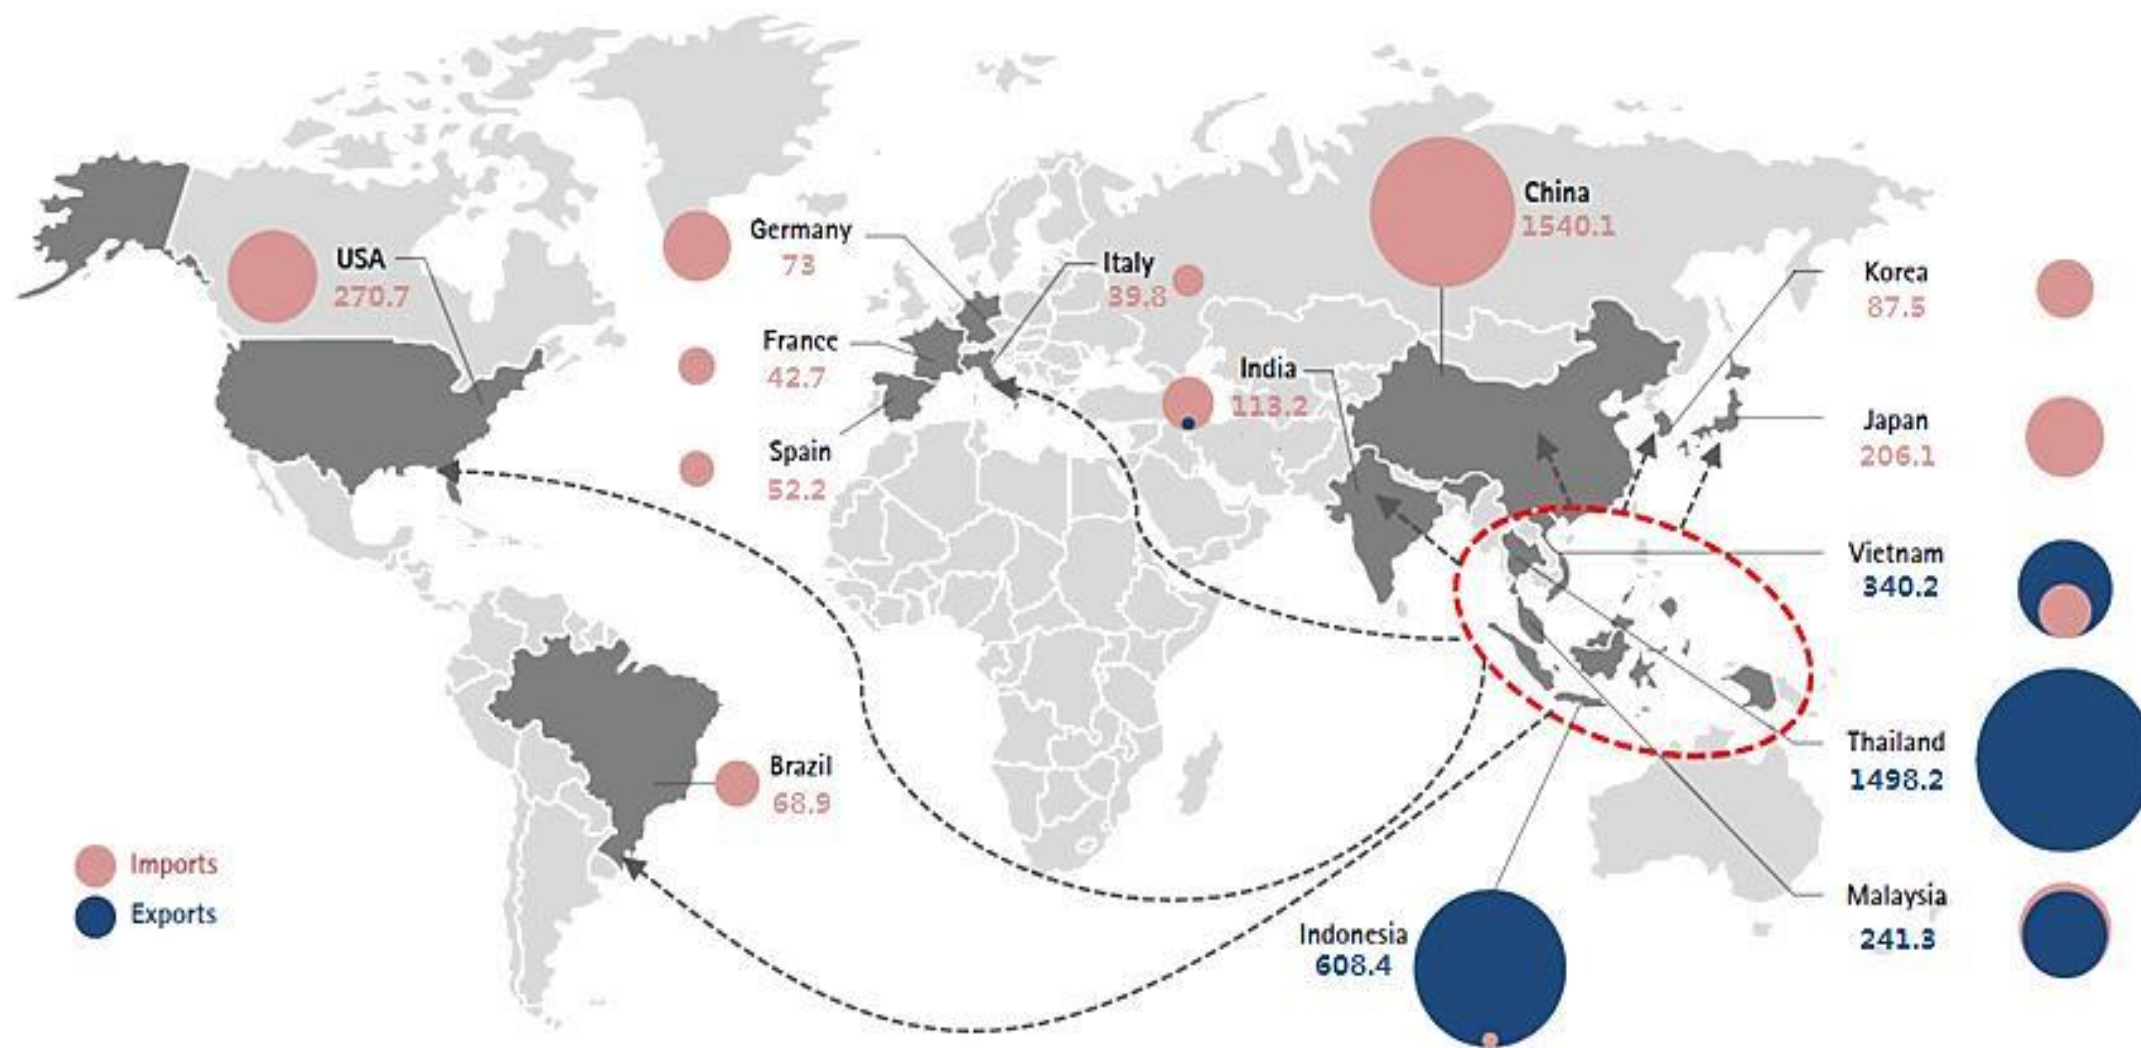 USA
270.7
Germany
73
France
42.7
Spain
52.2
Italy
39.8
India
113.2
China
1540.1
Korea
87.5
Japan
206.1
Vietnam
340.2
Thailand
1498.2
Malaysia
241.3
Indonesia
608.4
Brazil
68.9
Imports
Exports